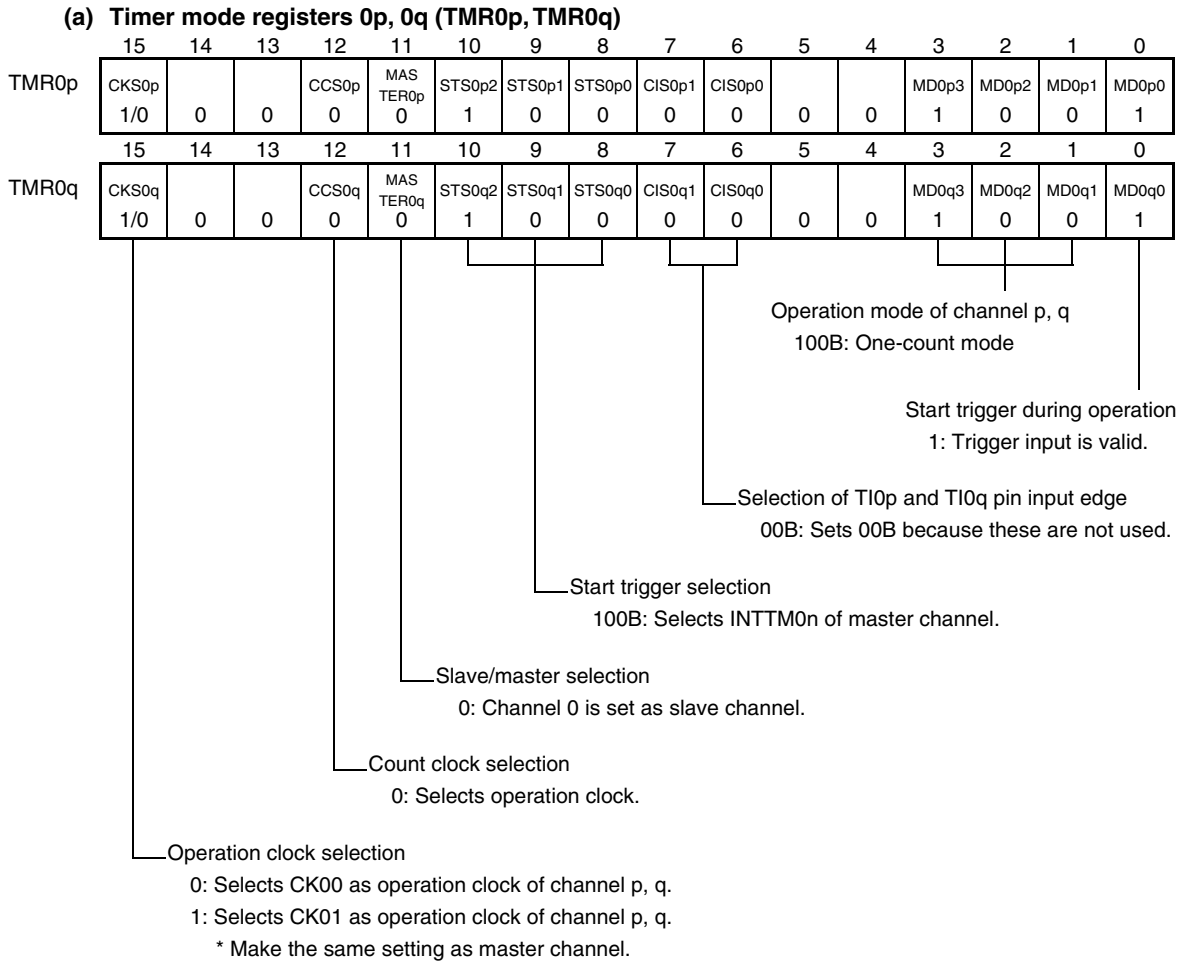 (a) Timer mode registers 0p, 0q (TMR0p, TMR0q)
15 14 13 12 11 10 9 8 7 6 5 4 3 2 1 0
TMR0p CKS0p CCS0p MAS TER0p STS0p2 STS0p1 STS0p0 CIS0p1 CIS0p0 MD0p3 MD0p2 MD0p1 MD0p0
1/0 0 0 0 0 1 0 0 0 0 0 0 1 0 0 1
15 14 13 12 11 10 9 8 7 6 5 4 3 2 1 0
TMR0q CKS0q CCS0q MAS TER0q STS0q2 STS0q1 STS0q0 CIS0q1 CIS0q0 MD0q3 MD0q2 MD0q1 MD0q0
1/0 0 0 0 0 1 0 0 0 0 0 0 1 0 0 1
Operation mode of channel p, q
100B: One-count mode
Start trigger during operation
1: Trigger input is valid.
Selection of TI0p and TI0q pin input edge
00B: Sets 00B because these are not used.
Start trigger selection
100B: Selects INTTM0n of master channel.
Slave/master selection
0: Channel 0 is set as slave channel.
Count clock selection
0: Selects operation clock.
Operation clock selection
0: Selects CK00 as operation clock of channel p, q.
1: Selects CK01 as operation clock of channel p, q.
* Make the same setting as master channel.